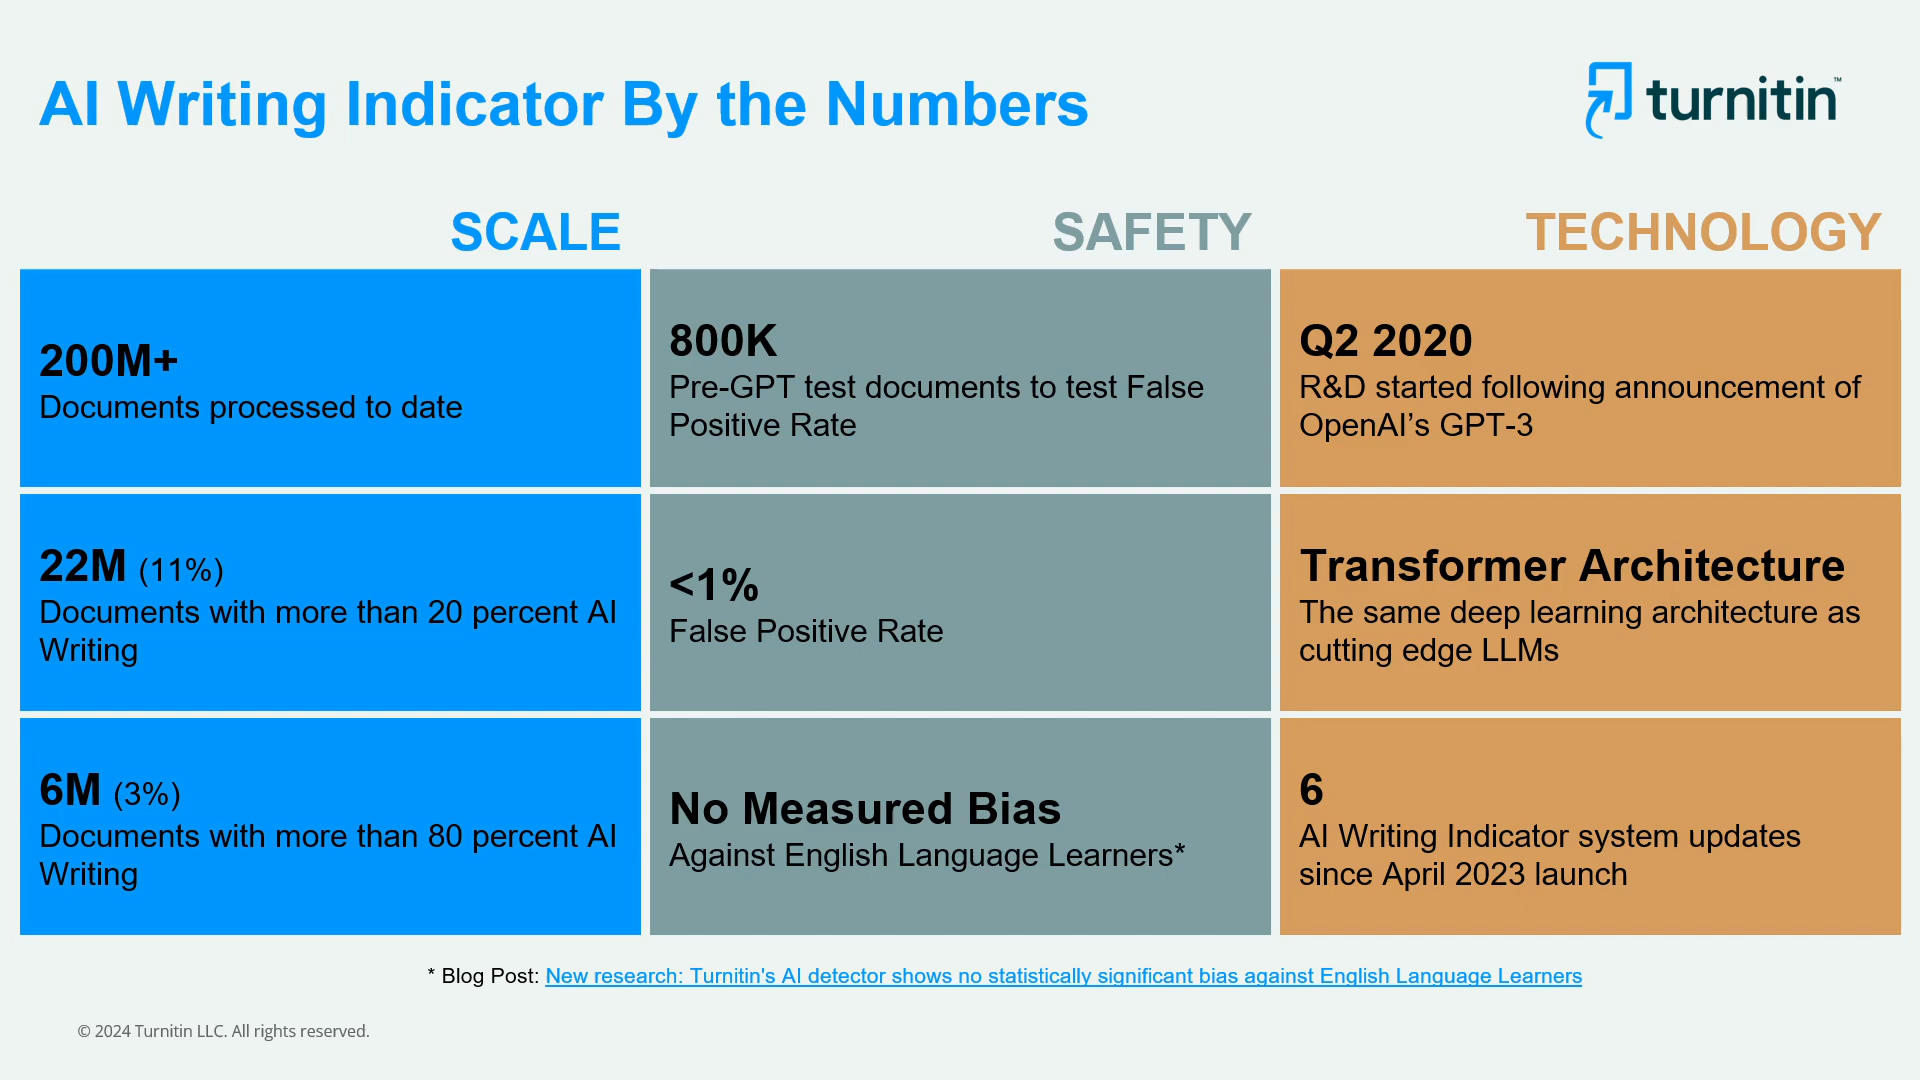 AI Writing Indicator By the Numbers
turnitin™
SCALE
200M+
Documents processed to date
22M (11%)
Documents with more than 20 percent AI
Writing
6M (3%)
Documents with more than 80 percent AI
Writing
SAFETY
800K
Pre-GPT test documents to test False
Positive Rate
<1%
False Positive Rate
No Measured Bias
Against English Language Learners*
TECHNOLOGY
Q2 2020
R&D started following announcement of
OpenAI’s GPT-3
Transformer Architecture
The same deep learning architecture as
cutting edge LLMs
6
AI Writing Indicator system updates
since April 2023 launch
* Blog Post: New research: Turnitin's AI detector shows no statistically significant bias against English Language Learners
© 2024 Turnitin LLC. All rights reserved.